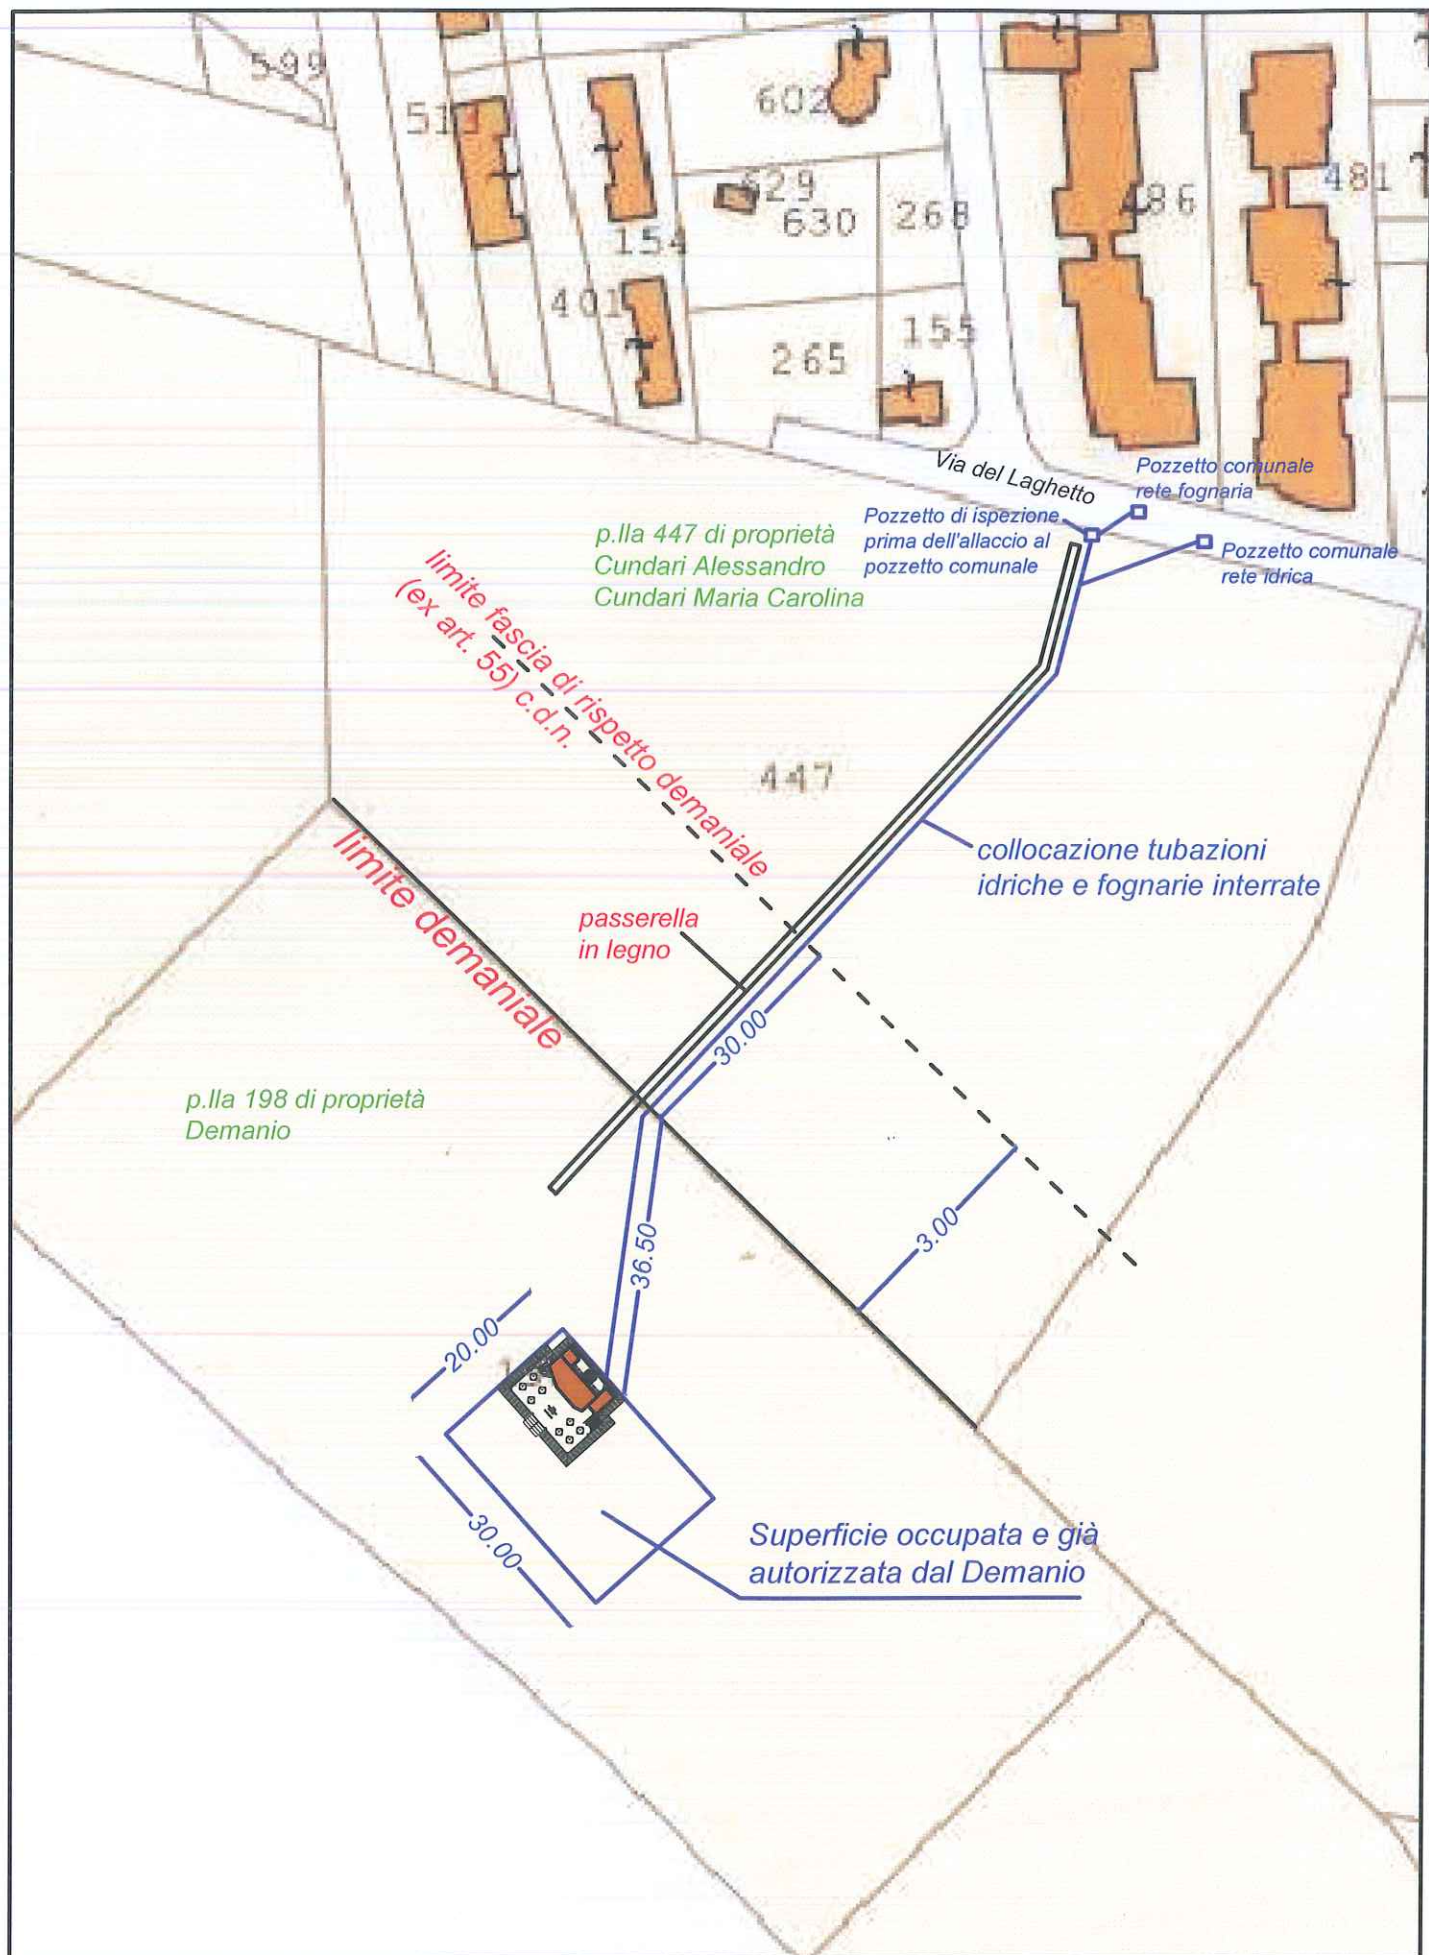 599
602
481
629
630
268
154
401
155
265
Via del Laghetto
Pozzetto comunale
rete fognaria
Pozzetto di ispezione
prima dell'allaccio al
pozzetto comunale
Pozzetto comunale
rete idrica
p.lla 447 di proprietà
Cundari Alessandro
Cundari Maria Carolina
limite fascia di rispetto demaniale
(ex art. 55) c.d.n.
447
limite demaniale
collocazione tubazioni
idriche e fognarie interrate
passerella
in legno
30.00
p.lla 198 di proprietà
Demanio
3.00
36.50
20.00
30.00
Superficie occupata e già
autorizzata dal Demanio